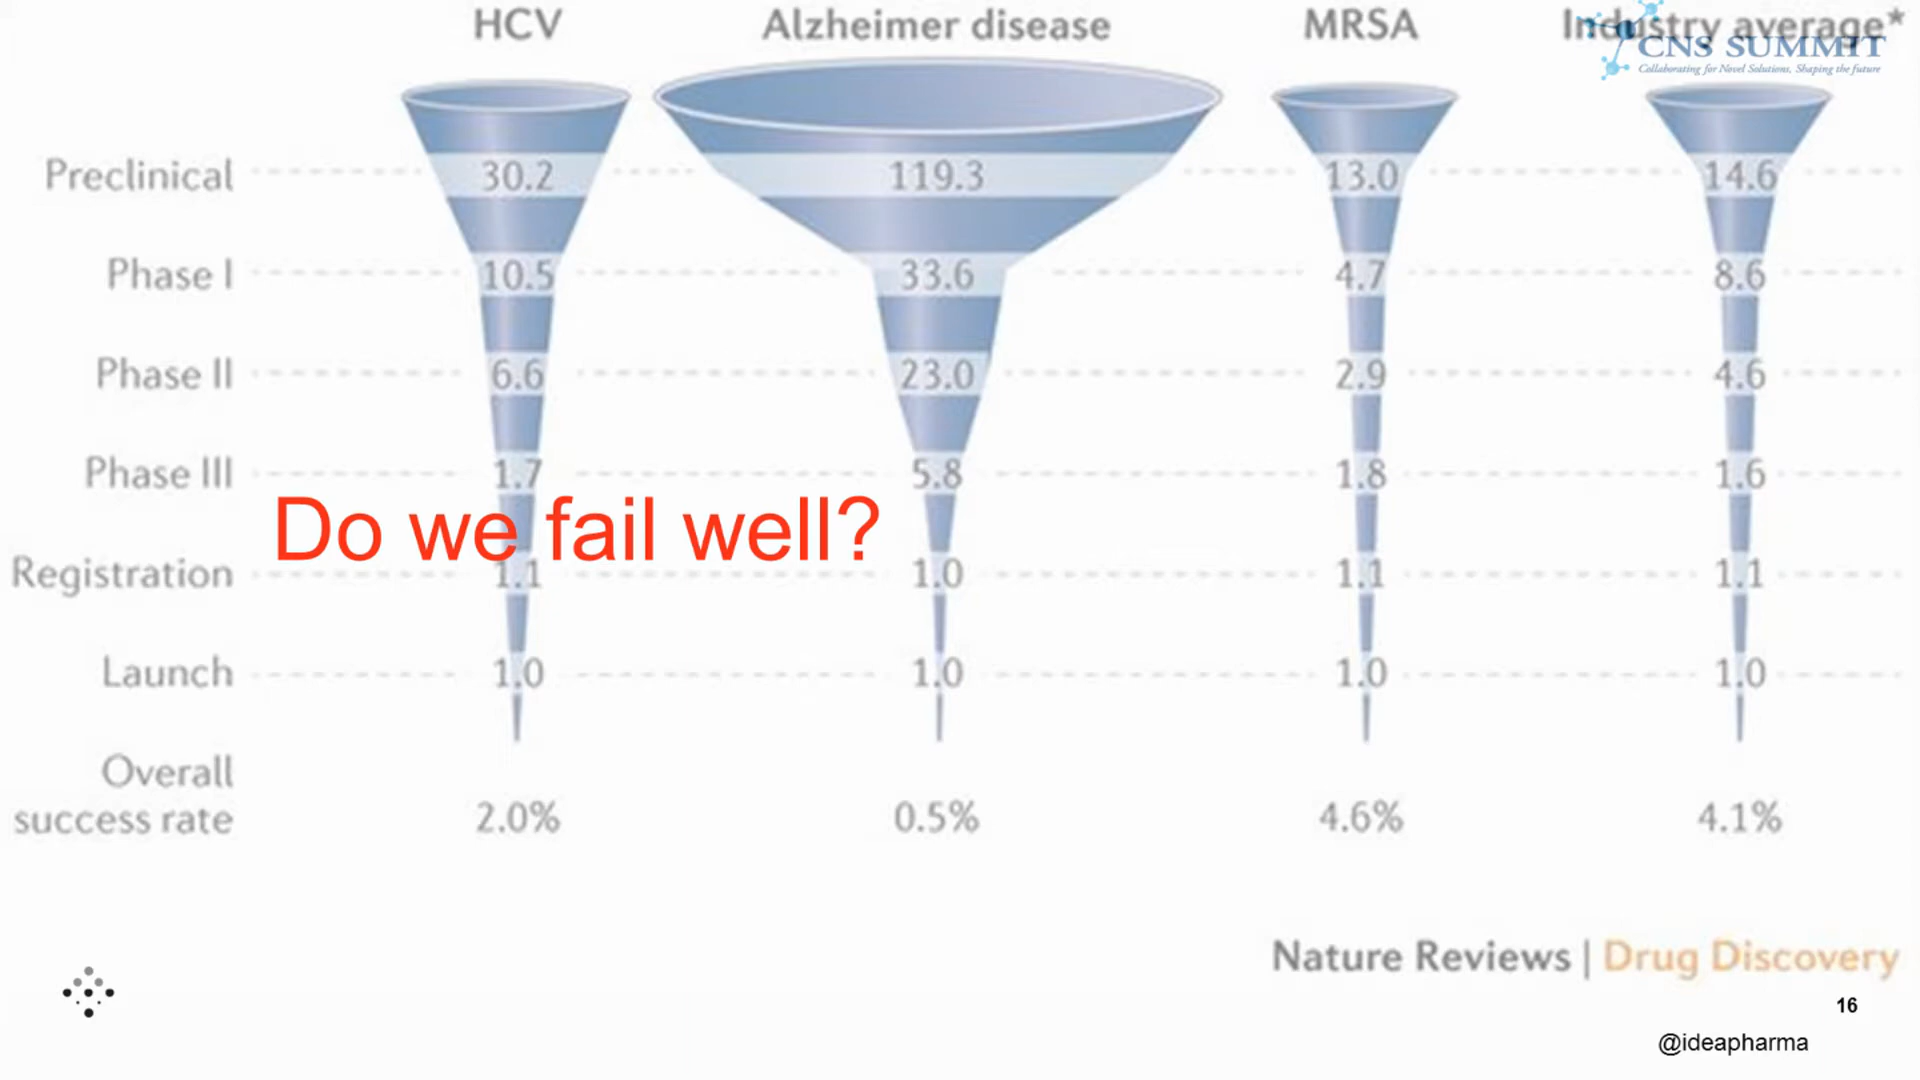 HCV Alzheimer disease MRSA Industry average*
CNS SUMMIT
Collaborating for Novel Solutions, Shaping the future
Preclinical 30.2 119.3 13.0 14.6
Phase I 10.5 33.6 4.7 8.6
Phase II 6.6 23.0 2.9 4.6
Phase III 1.7 5.8 1.8 1.6
Do we fail well?
Registration 1.1 1.0 1.1 1.1
Launch 1.0 1.0 1.0 1.0
Overall
success rate 2.0% 0.5% 4.6% 4.1%
Nature Reviews | Drug Discovery
16
@ideapharma